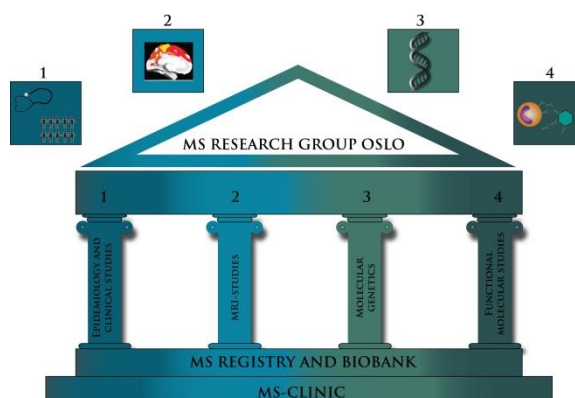 1
2
3
4
MS RESEARCH GROUP OSLO
1
2
3
4
EPIDEMIOLOGY AND
CLINICAL STUDIES
MRI-STUDIES
MOLECULAR
GENETICS
FUNCTIONAL
MOLECULAR STUDIES
MS REGISTRY AND BIOBANK
MS-CLINIC